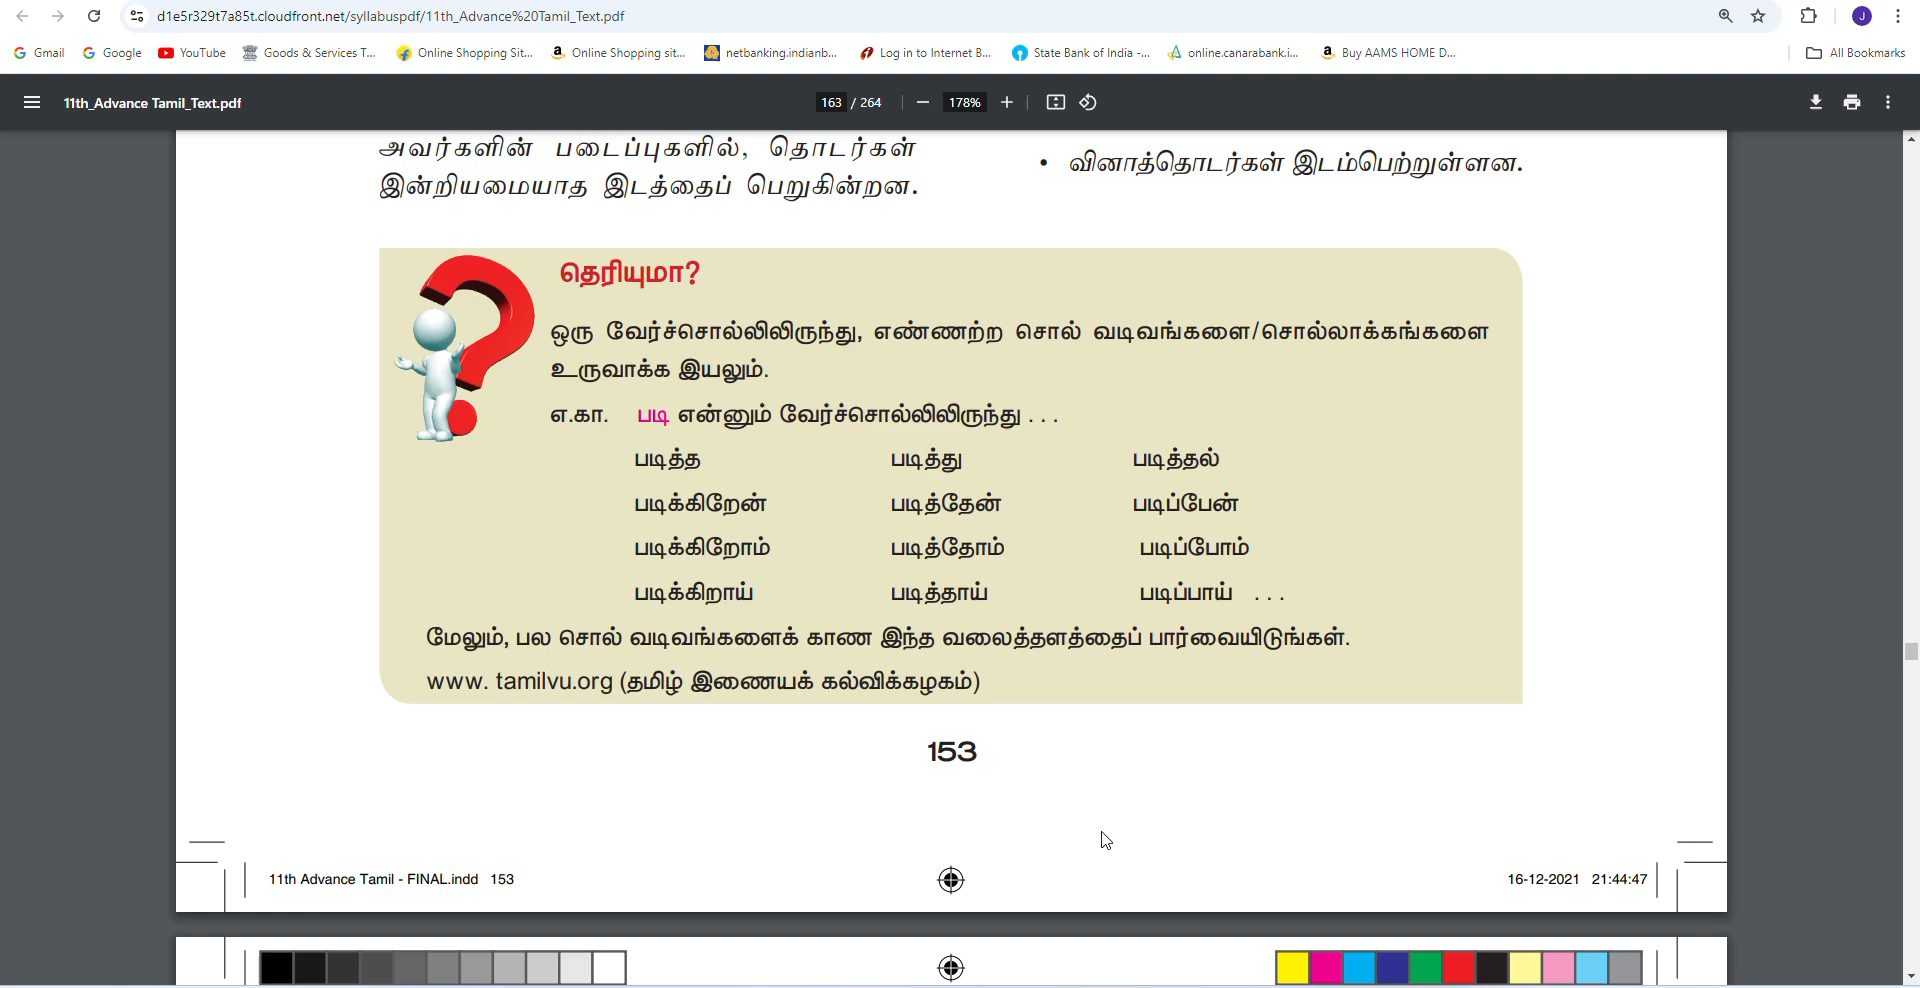 d1e5r329t7a85t.cloudfront.net/syllabuspdf/11th_Advance%20Tamil_Text.pdf
J
Gmail Google YouTube Goods & Services T... Online Shopping Sit... Online Shopping sit... netbanking.indianb... Log in to Internet B... State Bank of India -... online.canarabank.i... Buy AAMS HOME D... All Bookmarks
11th_Advance Tamil_Text.pdf 163 / 264 178%
அவர்களின் படைப்புகளில், தொடர்கள்
இன்றியமையாத இடத்தைப் பெறுகின்றன.
• வினாத்தொடர்கள் இடம்பெற்றுள்ளன.
தெரியுமா?
ஒரு வேர்ச்சொல்லிலிருந்து, எண்ணற்ற சொல் வடிவங்களை/சொல்லாக்கங்களை
உருவாக்க இயலும்.
எ.கா. படி என்னும் வேர்ச்சொல்லிலிருந்து . . .
படித்த படித்து படித்தல்
படிக்கிறேன் படித்தேன் படிப்பேன்
படிக்கிறோம் படித்தோம் படிப்போம்
படிக்கிறாய் படித்தாய் படிப்பாய் . . .
மேலும், பல சொல் வடிவங்களைக் காண இந்த வலைத்தளத்தைப் பார்வையிடுங்கள்.
www. tamilvu.org (தமிழ் இணையக் கல்விக்கழகம்)
153
11th Advance Tamil - FINAL.indd 153 16-12-2021 21:44:47